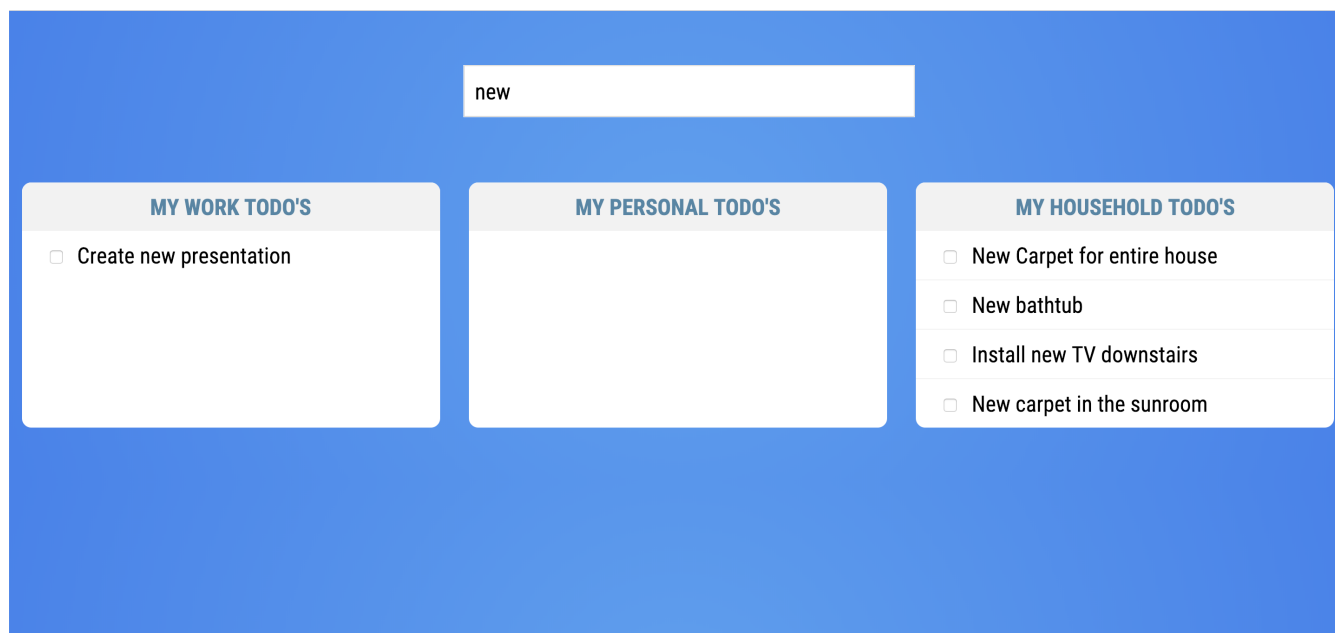 new
MY WORK TODO'S
Create new presentation
MY PERSONAL TODO'S
MY HOUSEHOLD TODO'S
New Carpet for entire house
New bathtub
Install new TV downstairs
New carpet in the sunroom